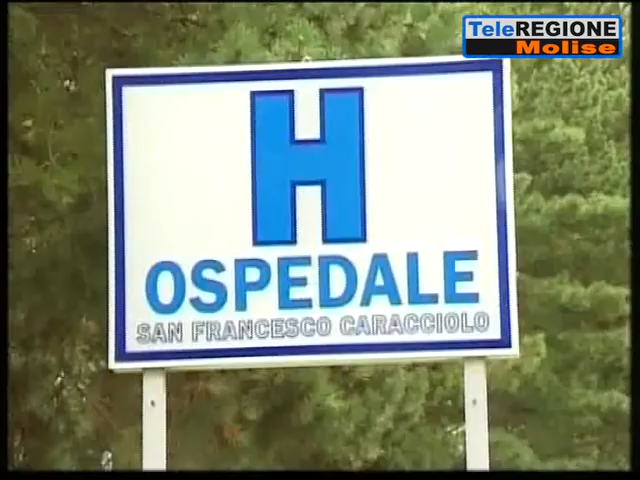 TeleREGIONE
Molise
H
OSPEDALE
SAN FRANCESCO CARACCIOLO